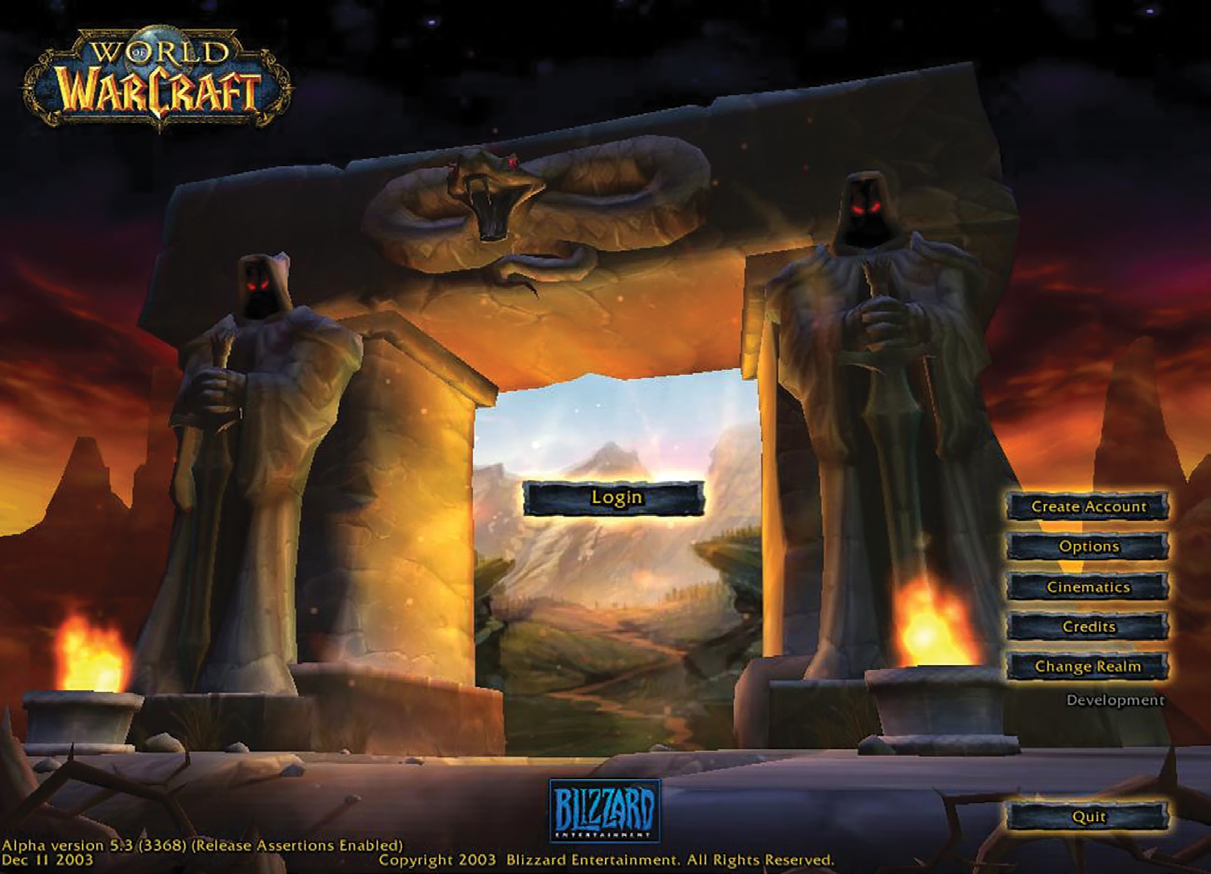 WORLD
OF
WARCRAFT
Login
Create Account
Options
Cinematics
Credits
Change Realm
Development
BLIZZARD
ENTERTAINMENT
Quit
Alpha version 5.3 (3368) (Release Assertions Enabled)
Dec 11 2003
Copyright 2003 Blizzard Entertainment. All Rights Reserved.